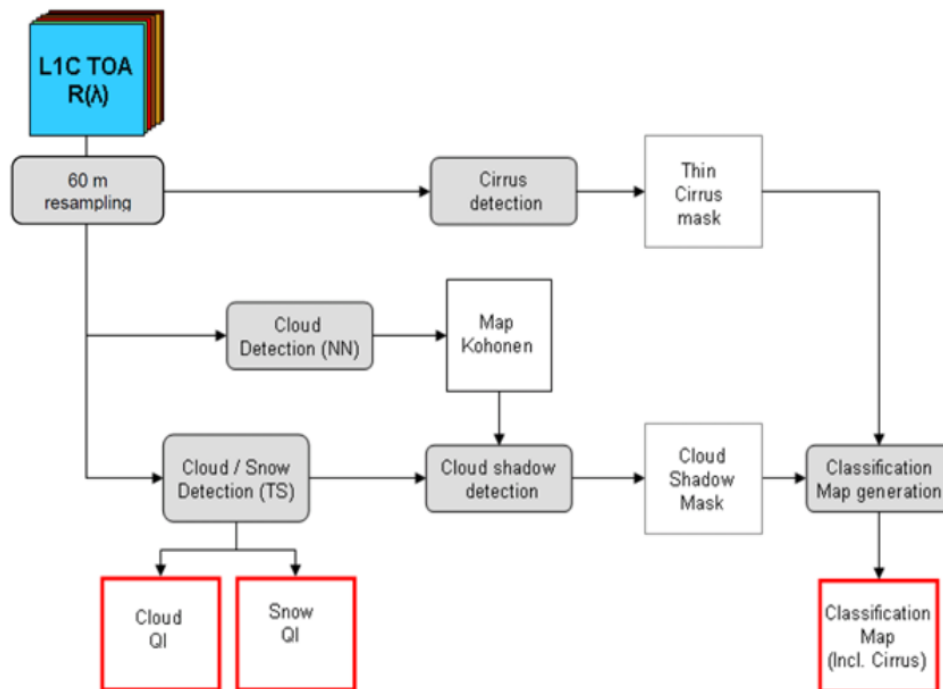 L1C TOA
R(λ)
60 m
resampling
Cirrus
detection
Thin
Cirrus
mask
Cloud
Detection (NN)
Map
Kohonen
Cloud / Snow
Detection (TS)
Cloud shadow
detection
Cloud
Shadow
Mask
Classification
Map generation
Cloud
QI
Snow
QI
Classification
Map
(Incl. Cirrus)